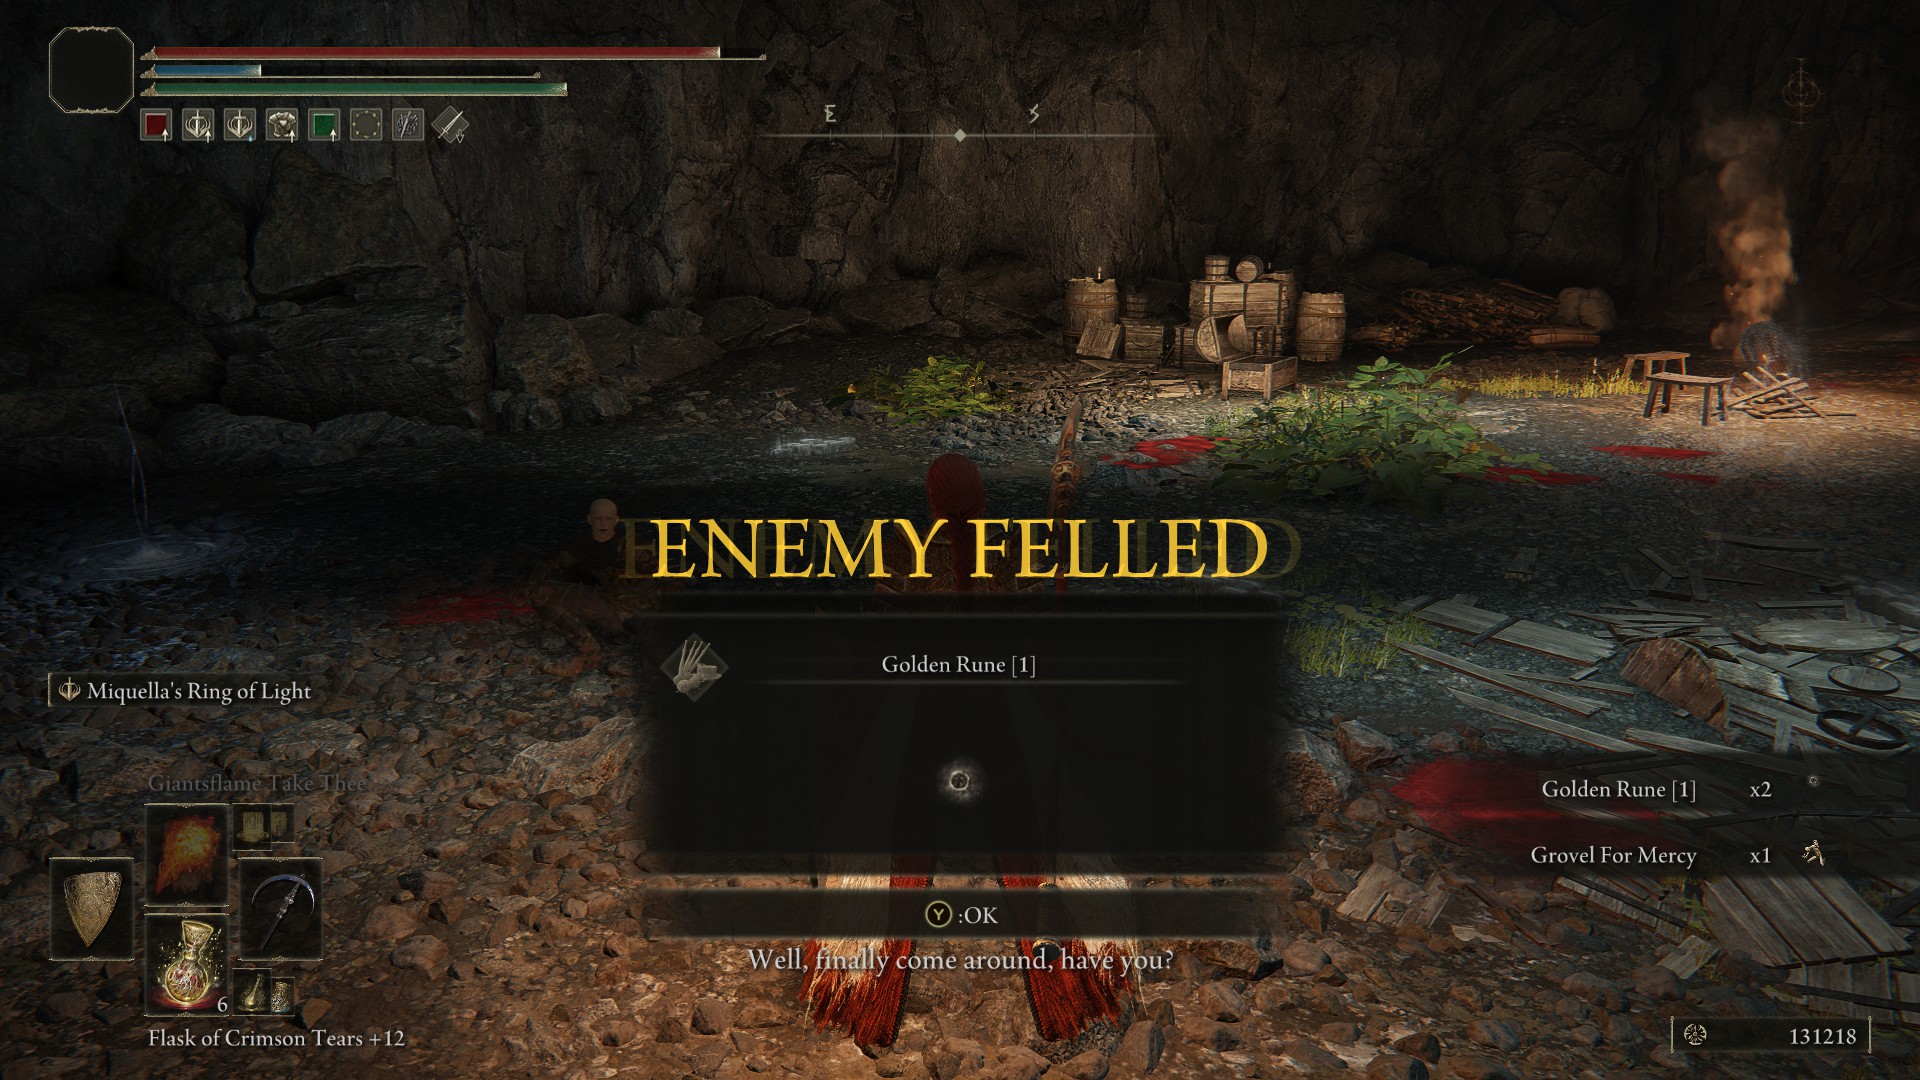 E
S
ENEMY FELLED
Golden Rune [1]
Miquella's Ring of Light
Giantsflame Take Thee
Golden Rune [1] x2
Grovel For Mercy x1
Y :OK
Well, finally come around, have you?
6
Flask of Crimson Tears +12
131218